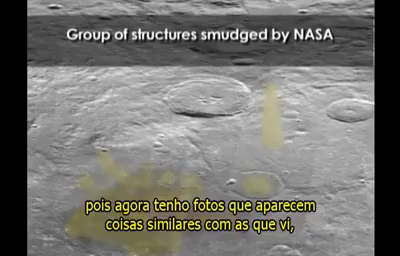 Group of structures smudged by NASA
pois agora tenho fotos que aparecem
coisas similares com as que vi,